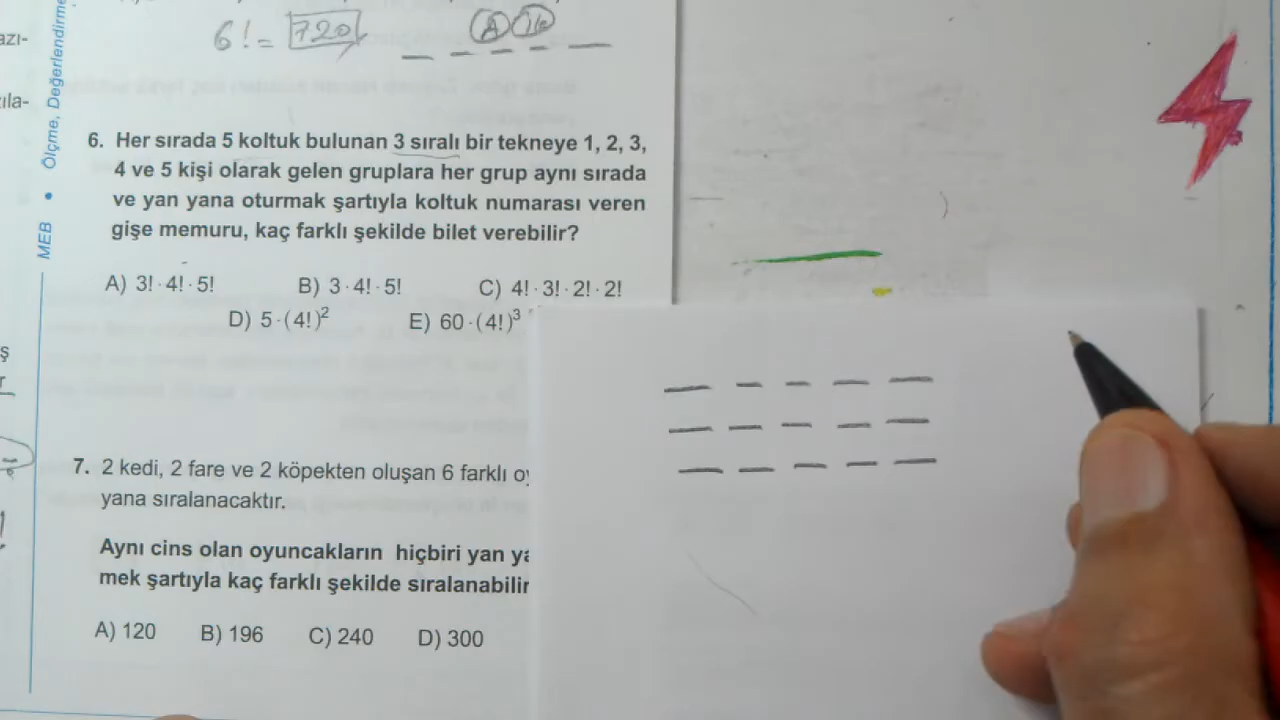 azı-
ıla-
Ölçme, Değerlendirme
MEB •
6! = 720
6. Her sırada 5 koltuk bulunan 3 sıralı bir tekneye 1, 2, 3,
4 ve 5 kişi olarak gelen gruplara her grup aynı sırada
ve yan yana oturmak şartıyla koltuk numarası veren
gişe memuru, kaç farklı şekilde bilet verebilir?
A) 3! · 4! · 5! B) 3 · 4! · 5! C) 4! · 3! · 2! · 2!
D) 5 · (4!)² E) 60 · (4!)³
7. 2 kedi, 2 fare ve 2 köpekten oluşan 6 farklı oy
yana sıralanacaktır.
Aynı cins olan oyuncakların hiçbiri yan ya
mek şartıyla kaç farklı şekilde sıralanabilir
A) 120 B) 196 C) 240 D) 300